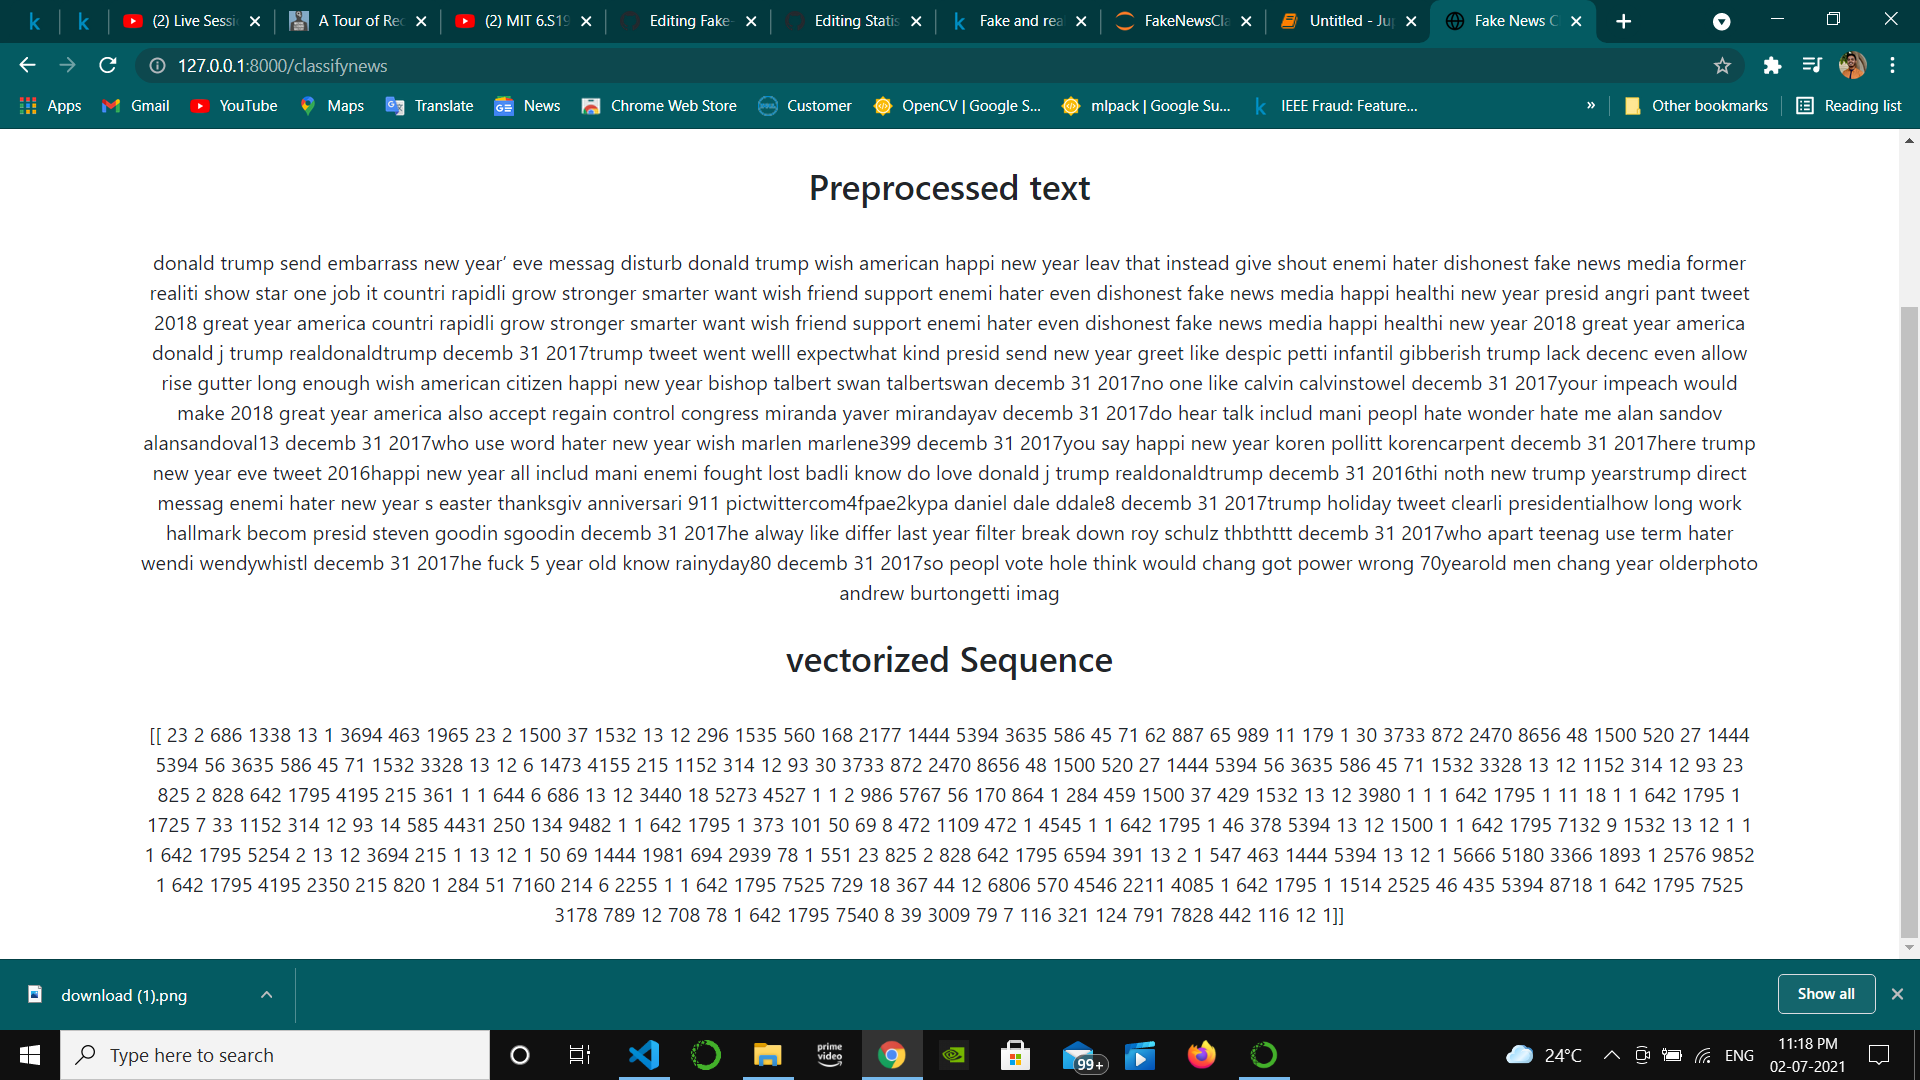 (2) Live Sessi
A Tour of Rec
(2) MIT 6.S19
Editing Fake-
Editing Statis
Fake and rea
FakeNewsCla
Untitled - Jup
Fake News C
127.0.0.1:8000/classifynews
Apps
Gmail
YouTube
Maps
Translate
News
Chrome Web Store
Customer
OpenCV | Google S...
mlpack | Google Su...
IEEE Fraud: Feature...
»
Other bookmarks
Reading list
Preprocessed text
donald trump send embarrass new year’ eve messag disturb donald trump wish american happi new year leav that instead give shout enemi hater dishonest fake news media former
realiti show star one job it countri rapidli grow stronger smarter want wish friend support enemi hater even dishonest fake news media happi healthi new year presid angri pant tweet
2018 great year america countri rapidli grow stronger smarter want wish friend support enemi hater even dishonest fake news media happi healthi new year 2018 great year america
donald j trump realdonaldtrump decemb 31 2017trump tweet went welll expectwhat kind presid send new year greet like despic petti infantil gibberish trump lack decenc even allow
rise gutter long enough wish american citizen happi new year bishop talbert swan talbertswan decemb 31 2017no one like calvin calvinstowel decemb 31 2017your impeach would
make 2018 great year america also accept regain control congress miranda yaver mirandayav decemb 31 2017do hear talk includ mani peopl hate wonder hate me alan sandov
alansandoval13 decemb 31 2017who use word hater new year wish marlen marlene399 decemb 31 2017you say happi new year koren pollitt korencarpent decemb 31 2017here trump
new year eve tweet 2016happi new year all includ mani enemi fought lost badli know do love donald j trump realdonaldtrump decemb 31 2016thi noth new trump yearstrump direct
messag enemi hater new year s easter thanksgiv anniversari 911 pictwittercom4fpae2kypa daniel dale ddale8 decemb 31 2017trump holiday tweet clearli presidentialhow long work
hallmark becom presid steven goodin sgoodin decemb 31 2017he alway like differ last year filter break down roy schulz thbthttt decemb 31 2017who apart teenag use term hater
wendi wendywhistl decemb 31 2017he fuck 5 year old know rainyday80 decemb 31 2017so peopl vote hole think would chang got power wrong 70yearold men chang year olderphoto
andrew burtongetti imag
vectorized Sequence
[[ 23 2 686 1338 13 1 3694 463 1965 23 2 1500 37 1532 13 12 296 1535 560 168 2177 1444 5394 3635 586 45 71 62 887 65 989 11 179 1 30 3733 872 2470 8656 48 1500 520 27 1444
5394 56 3635 586 45 71 1532 3328 13 12 6 1473 4155 215 1152 314 12 93 30 3733 872 2470 8656 48 1500 520 27 1444 5394 56 3635 586 45 71 1532 3328 13 12 1152 314 12 93 23
825 2 828 642 1795 4195 215 361 1 1 644 6 686 13 12 3440 18 5273 4527 1 1 2 986 5767 56 170 864 1 284 459 1500 37 429 1532 13 12 3980 1 1 1 642 1795 1 11 18 1 1 642 1795 1
1725 7 33 1152 314 12 93 14 585 4431 250 134 9482 1 1 642 1795 1 373 101 50 69 8 472 1109 472 1 4545 1 1 642 1795 1 46 378 5394 13 12 1500 1 1 642 1795 7132 9 1532 13 12 1 1
1 642 1795 5254 2 13 12 3694 215 1 13 12 1 50 69 1444 1981 694 2939 78 1 551 23 825 2 828 642 1795 6594 391 13 2 1 547 463 1444 5394 13 12 1 5666 5180 3366 1893 1 2576 9852
1 642 1795 4195 2350 215 820 1 284 51 7160 214 6 2255 1 1 642 1795 7525 729 18 367 44 12 6806 570 4546 2211 4085 1 642 1795 1 1514 2525 46 435 5394 8718 1 642 1795 7525
3178 789 12 708 78 1 642 1795 7540 8 39 3009 79 7 116 321 124 791 7828 442 116 12 1]]
download (1).png
Show all
Type here to search
prime video
99+
24°C
ENG
11:18 PM
02-07-2021